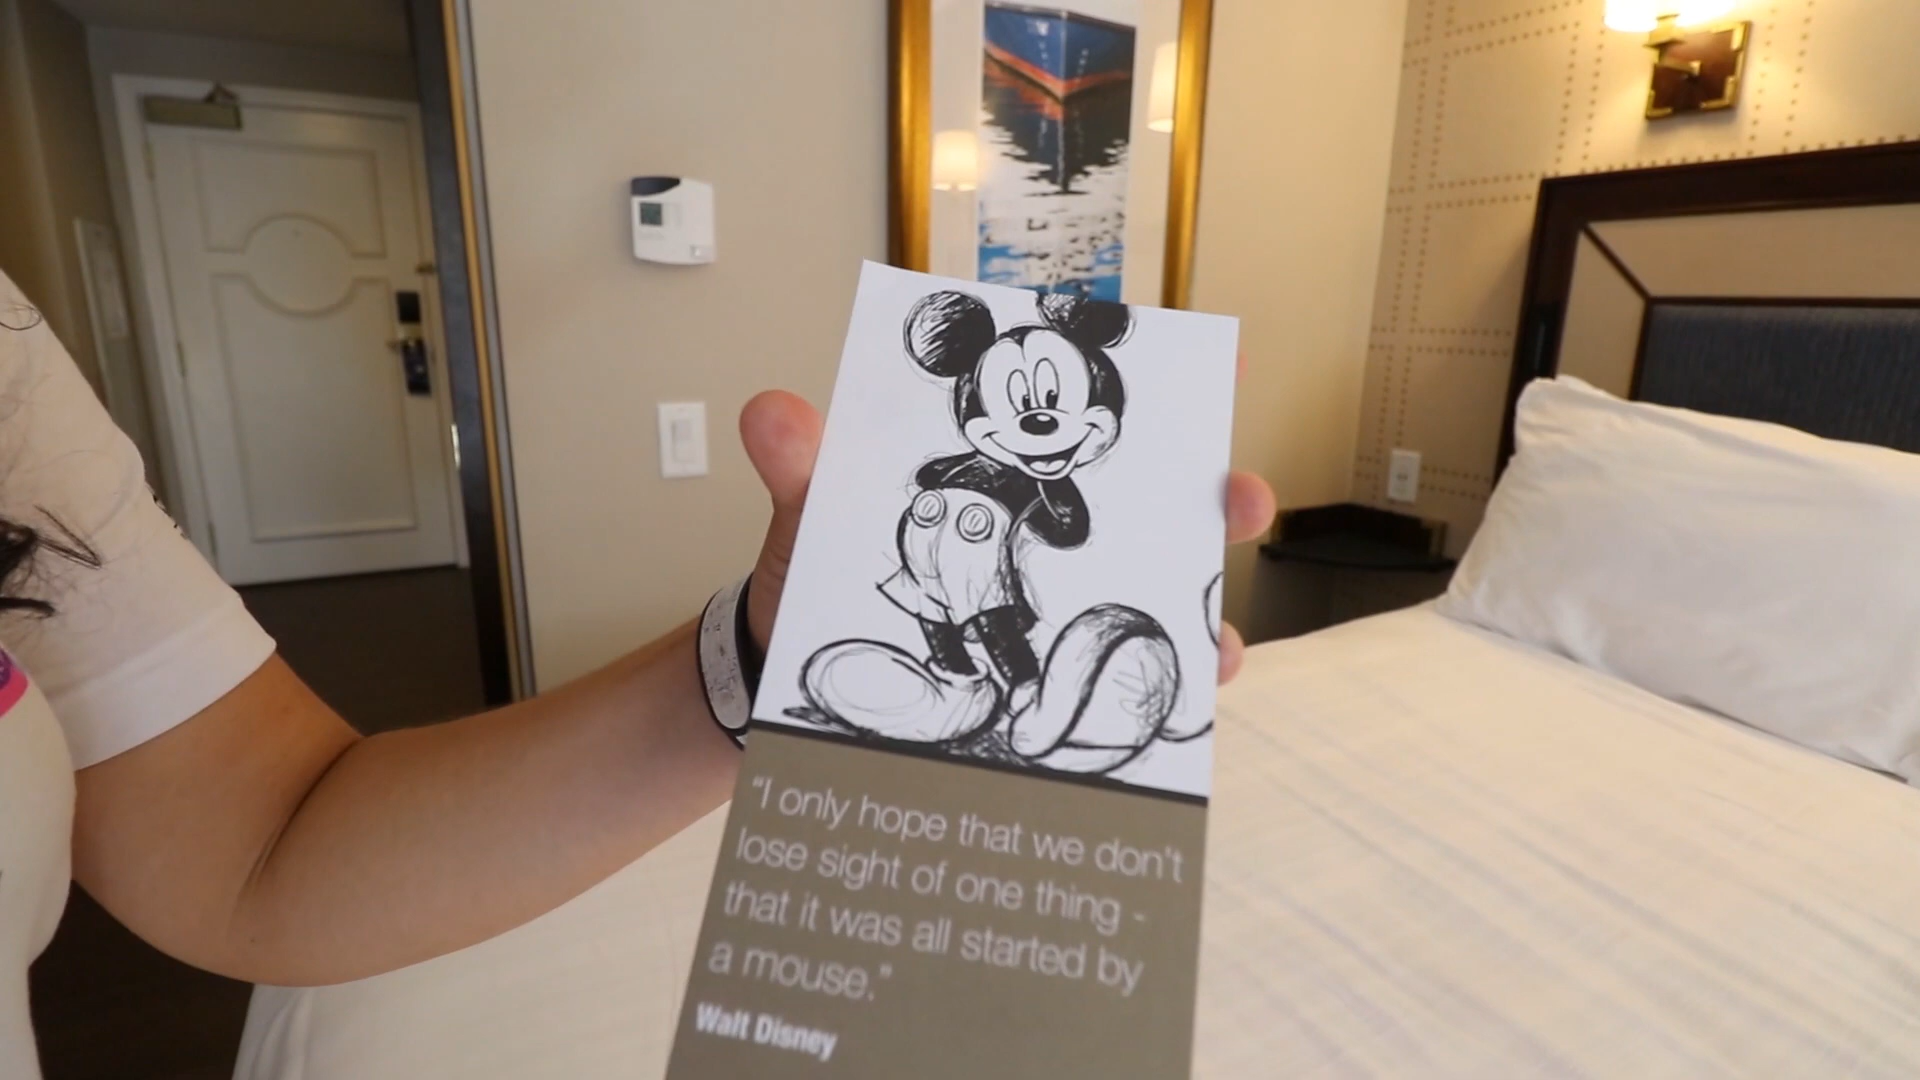 “I only hope that we don't
lose sight of one thing -
that it was all started by
a mouse.”
Walt Disney